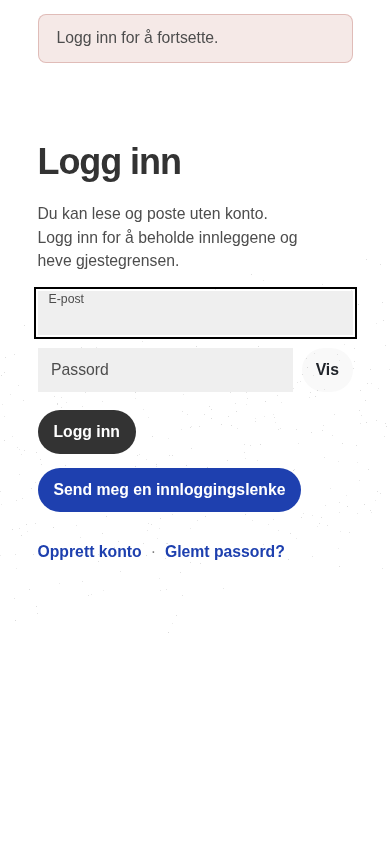 Logg inn for å fortsette.
Logg inn
Du kan lese og poste uten konto.
Logg inn for å beholde innleggene og
heve gjestegrensen.
E-post
Passord
Vis
Logg inn
Send meg en innloggingslenke
Opprett konto · Glemt passord?